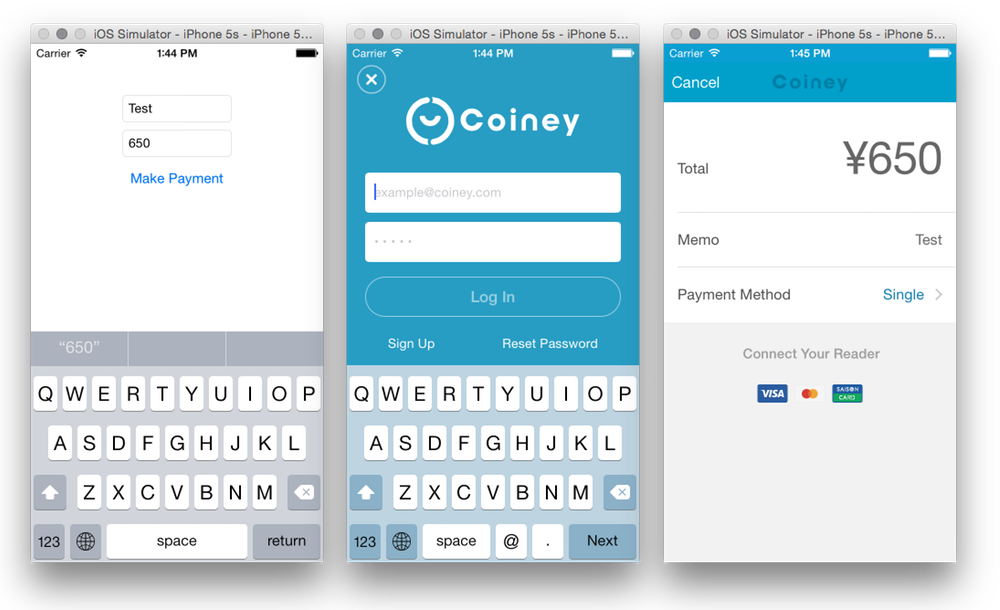 iOS Simulator - iPhone 5s - iPhone 5...
Carrier 1:44 PM
Test
650
Make Payment
“650”
Q W E R T Y U I O P
A S D F G H J K L
Z X C V B N M
123 space return
iOS Simulator - iPhone 5s - iPhone 5...
Carrier 1:44 PM
Coiney
example@coiney.com
Log In
Sign Up Reset Password
Q W E R T Y U I O P
A S D F G H J K L
Z X C V B N M
123 space @ . Next
iOS Simulator - iPhone 5s - iPhone 5...
Carrier 1:45 PM
Cancel Coiney
Total ¥650
Memo Test
Payment Method Single
Connect Your Reader
VISA SAISON CARD